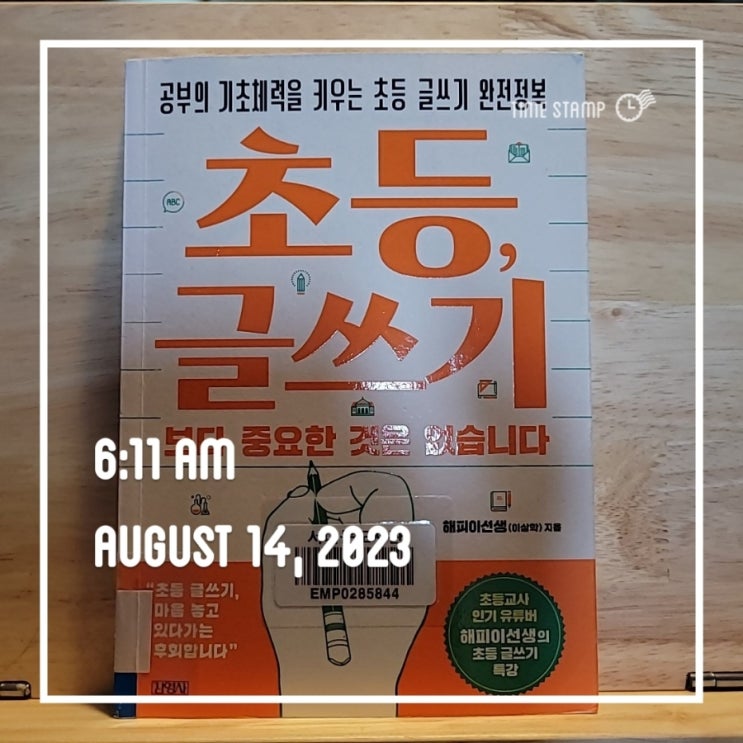 공부의 기초체력을 키우는 초등 글쓰기 완전정복
TIME STAMP
초등,
ABC
글쓰기
보다 중요한 것은 없습니다
6:11 AM
해피이선생(이상학) 지음
AUGUST 14, 2023
EMP0285844
“초등 글쓰기,
마음 놓고
있다가는
후회합니다”
초등교사
인기 유튜버
해피이선생의
초등 글쓰기
특강
김영사